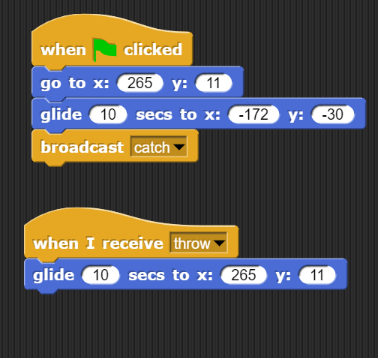 when clicked
go to x: 265 y: 11
glide 10 secs to x: -172 y: -30
broadcast catch
when I receive throw
glide 10 secs to x: 265 y: 11